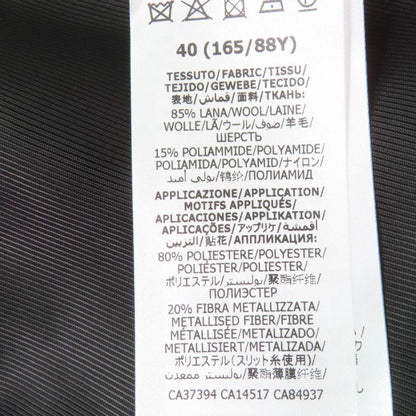 40 (165/88Y)
TESSUTO/FABRIC/TISSU/
TEJIDO/GEWEBE/TECIDO/
表地/قماش/面料/ТКАНЬ:
85% LANA/WOOL/LAINE/
WOLLE/LÃ/ウール/صوف/羊毛/
ШЕРСТЬ
15% POLIAMMIDE/POLYAMIDE/
POLIAMIDA/POLYAMID/ナイロン/
بولي أميد/锦纶/ПОЛИАМИД
APPLICAZIONE/APPLICATION/
MOTIFS APPLIQUÉS/
APLICACIONES/APPLIKATION/
APLICAÇÕES/アップリケ/أقمشة
التزيين/贴花/АППЛИКАЦИЯ:
80% POLIESTERE/POLYESTER/
POLIÉSTER/POLYESTER/
ポリエステル/بوليستر/聚酯纤维/
ПОЛИЭСТЕР
20% FIBRA METALLIZZATA/
METALLISED FIBER/FIBRE
MÉTALLISÉE/METALIZADO/
METALLISIERT/METALIZADA/
ポリエステル(スリット糸使用)/
بوليستر ممعدن/聚酯薄膜纤维/
CA37394 CA14517 CA84937